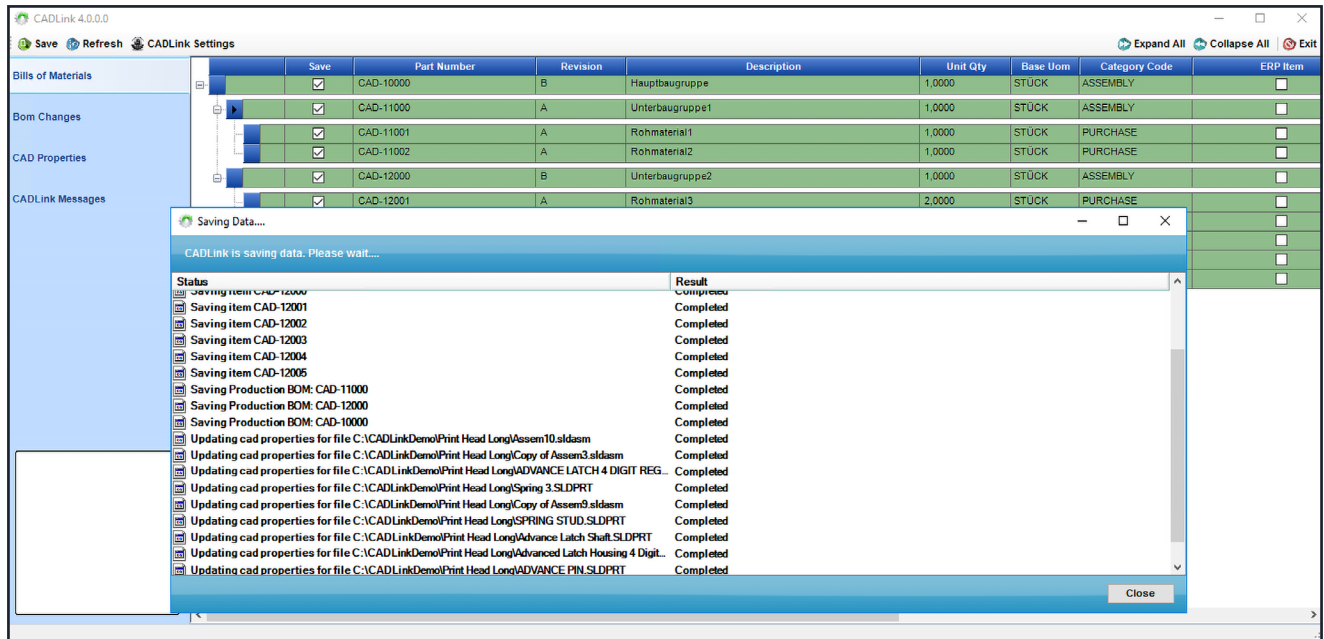 CADLink 4.0.0.0
Save Refresh CADLink Settings Expand All Collapse All Exit
Bills of Materials
Bom Changes
CAD Properties
CADLink Messages
Save Part Number Revision Description Unit Qty Base Uom Category Code ERP Item
CAD-10000 B Hauptbaugruppe 1,0000 STÜCK ASSEMBLY
CAD-11000 A Unterbaugruppe1 1,0000 STÜCK ASSEMBLY
CAD-11001 A Rohmaterial1 1,0000 STÜCK PURCHASE
CAD-11002 A Rohmaterial2 1,0000 STÜCK PURCHASE
CAD-12000 B Unterbaugruppe2 1,0000 STÜCK ASSEMBLY
CAD-12001 A Rohmaterial3 2,0000 STÜCK PURCHASE
Saving Data....
CADLink is saving data. Please wait....
Status Result
Saving item CAD-12000 Completed
Saving item CAD-12001 Completed
Saving item CAD-12002 Completed
Saving item CAD-12003 Completed
Saving item CAD-12004 Completed
Saving item CAD-12005 Completed
Saving Production BOM: CAD-11000 Completed
Saving Production BOM: CAD-12000 Completed
Saving Production BOM: CAD-10000 Completed
Updating cad properties for file C:\CADLinkDemo\Print Head Long\Assem10.sldasm Completed
Updating cad properties for file C:\CADLinkDemo\Print Head Long\Copy of Assem3.sldasm Completed
Updating cad properties for file C:\CADLinkDemo\Print Head Long\ADVANCE LATCH 4 DIGIT REG... Completed
Updating cad properties for file C:\CADLinkDemo\Print Head Long\Spring 3.SLDPRT Completed
Updating cad properties for file C:\CADLinkDemo\Print Head Long\Copy of Assem9.sldasm Completed
Updating cad properties for file C:\CADLinkDemo\Print Head Long\SPRING STUD.SLDPRT Completed
Updating cad properties for file C:\CADLinkDemo\Print Head Long\Advance Latch Shaft.SLDPRT Completed
Updating cad properties for file C:\CADLinkDemo\Print Head Long\Advanced Latch Housing 4 Digit... Completed
Updating cad properties for file C:\CADLinkDemo\Print Head Long\ADVANCE PIN.SLDPRT Completed
Close